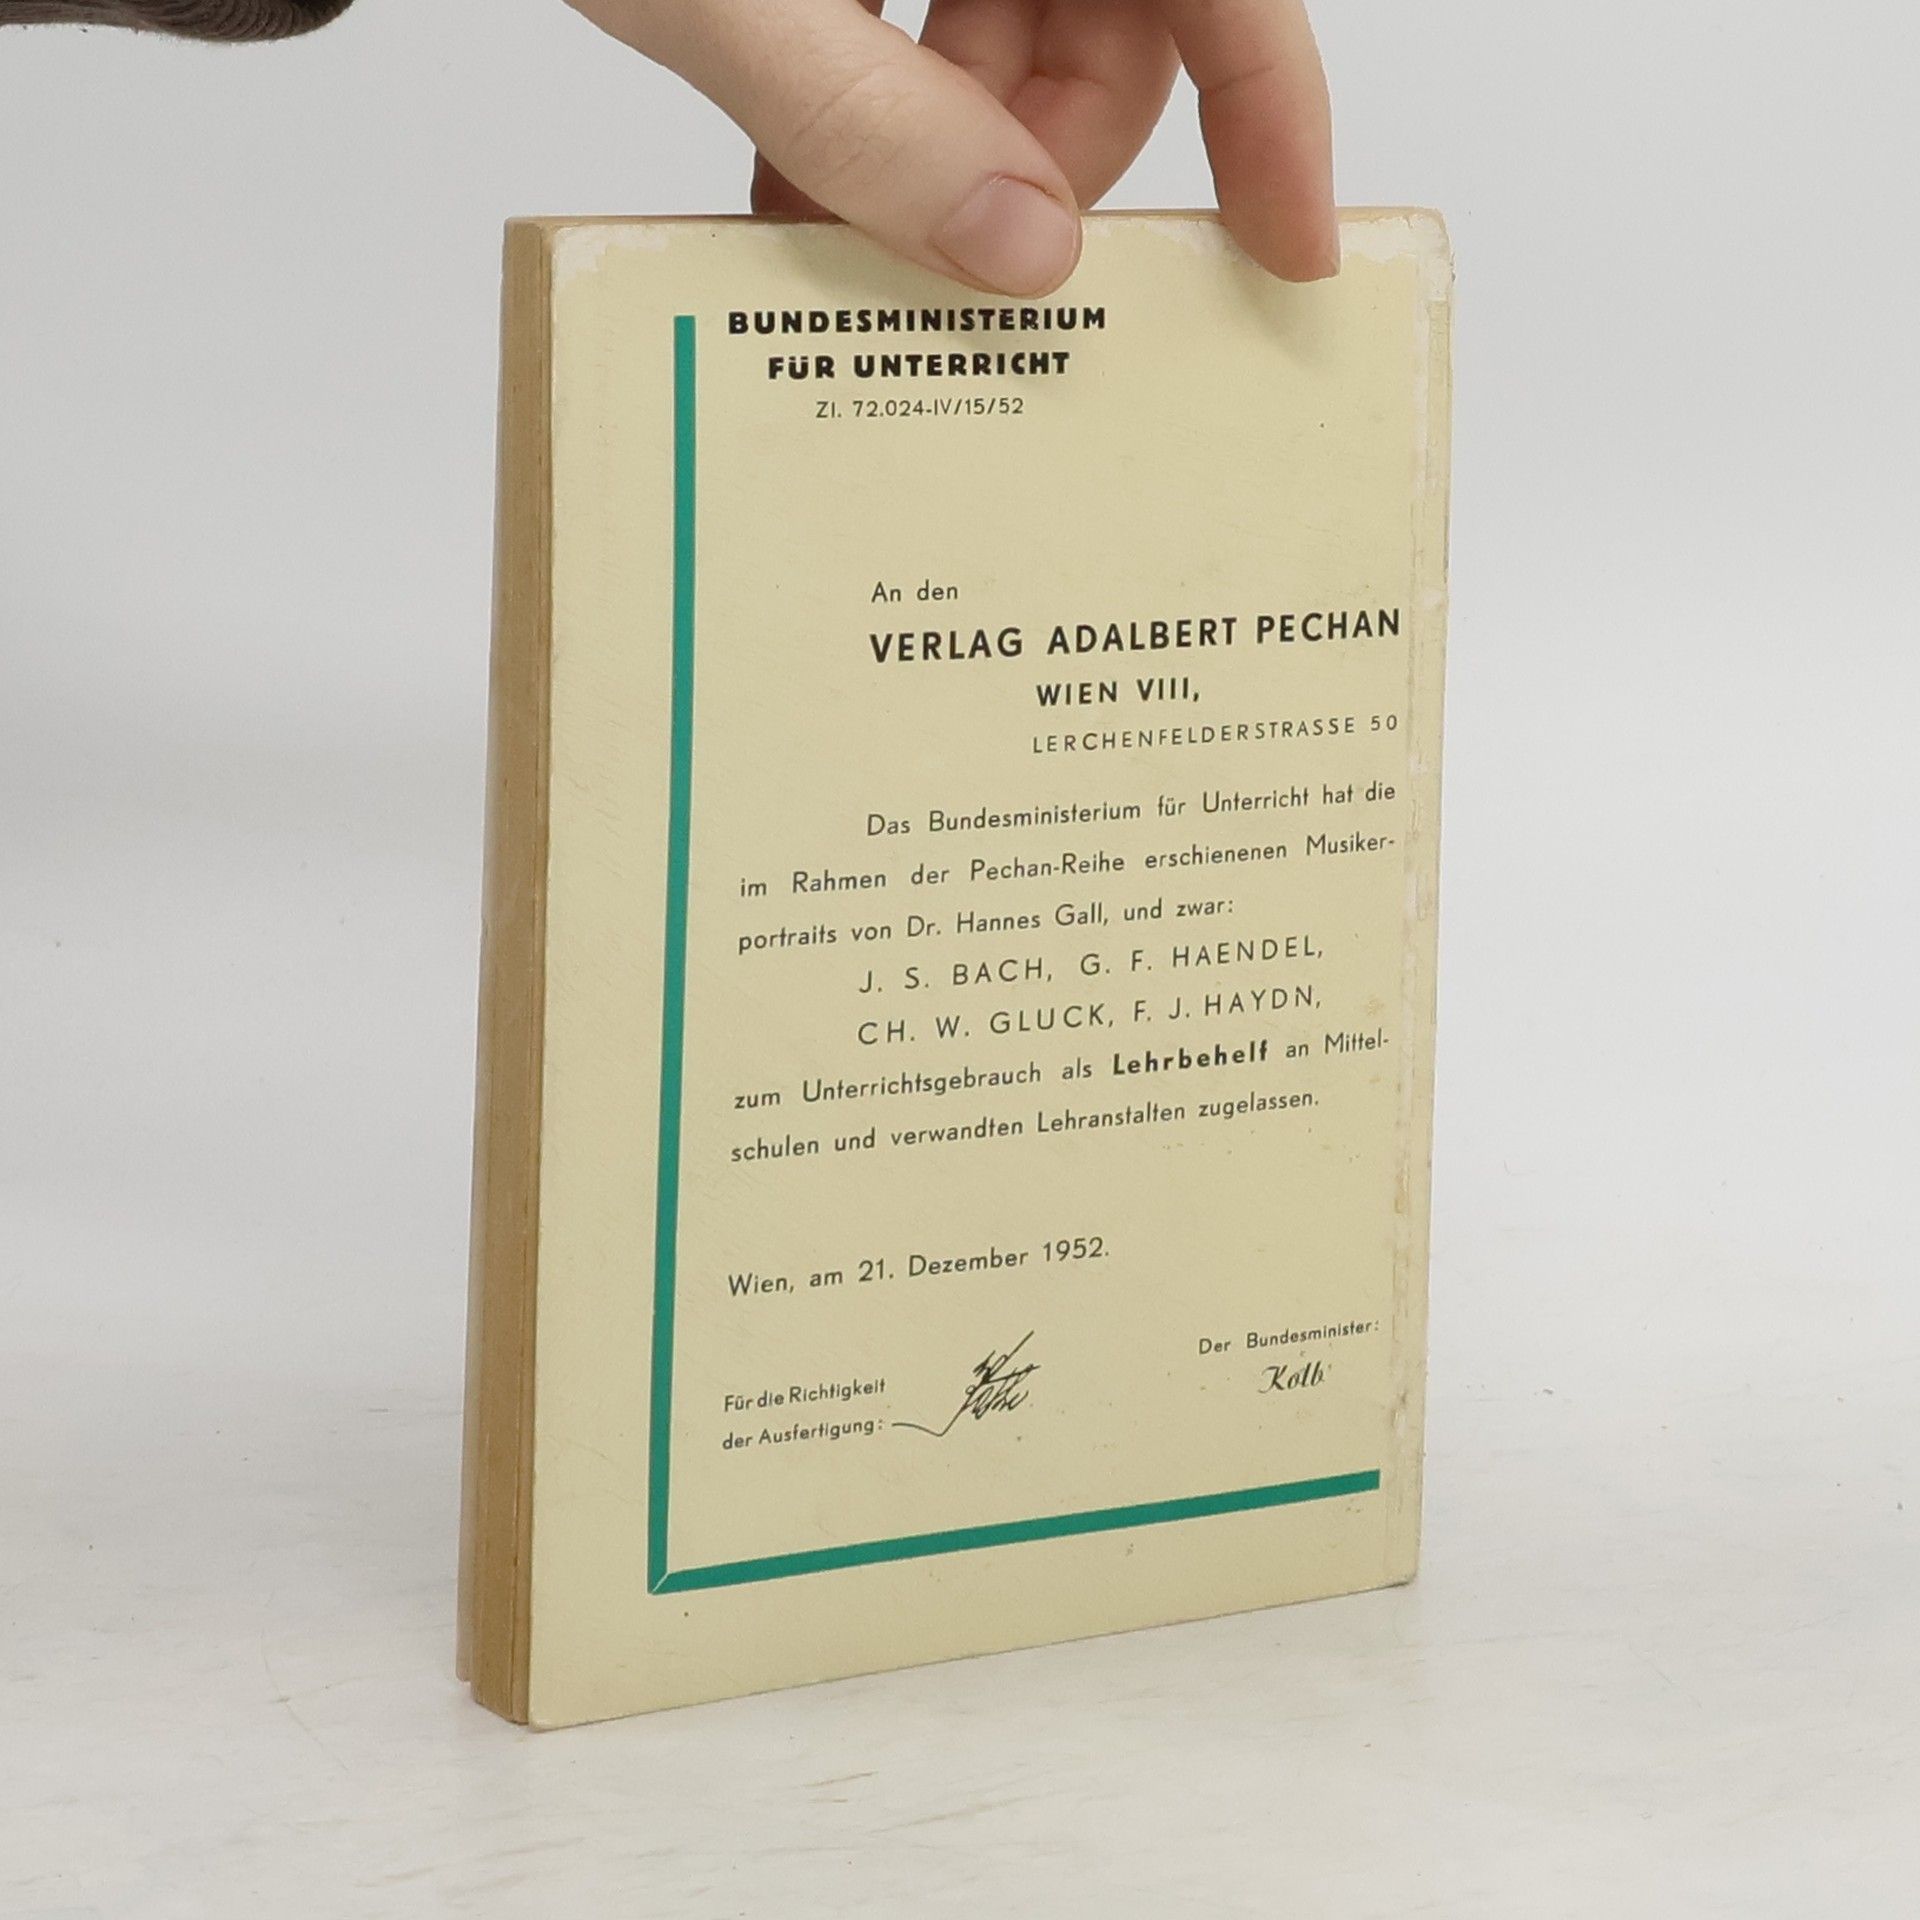 BUNDESMINISTERIUM
FÜR UNTERRICHT
Zl. 72.024-IV/15/52
An den
VERLAG ADALBERT PECHAN
WIEN VIII,
LERCHENFELDERSTRASSE 50
Das Bundesministerium für Unterricht hat die
im Rahmen der Pechan-Reihe erschienenen Musiker-
portraits von Dr. Hannes Gall, und zwar:
J. S. BACH, G. F. HAENDEL,
CH. W. GLUCK, F. J. HAYDN,
zum Unterrichtsgebrauch als Lehrbehelf an Mittel-
schulen und verwandten Lehranstalten zugelassen.
Wien, am 21. Dezember 1952.
Der Bundesminister:
Kolb
Für die Richtigkeit
der Ausfertigung: